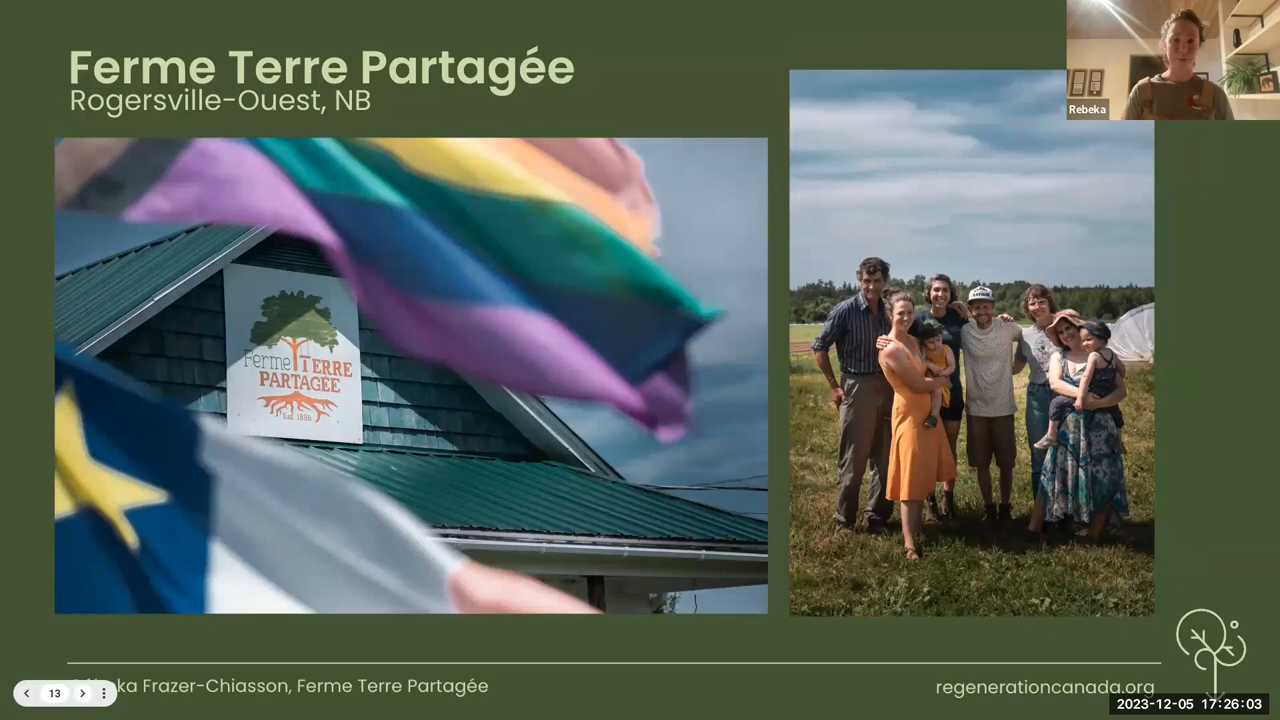 Ferme Terre Partagée
Rogersville-Ouest, NB
Rebeka
Ferme TERRE
PARTAGÉE
Est. 1886
ka Frazer-Chiasson, Ferme Terre Partagée
regenerationcanada.org
13
2023-12-05 17:26:03